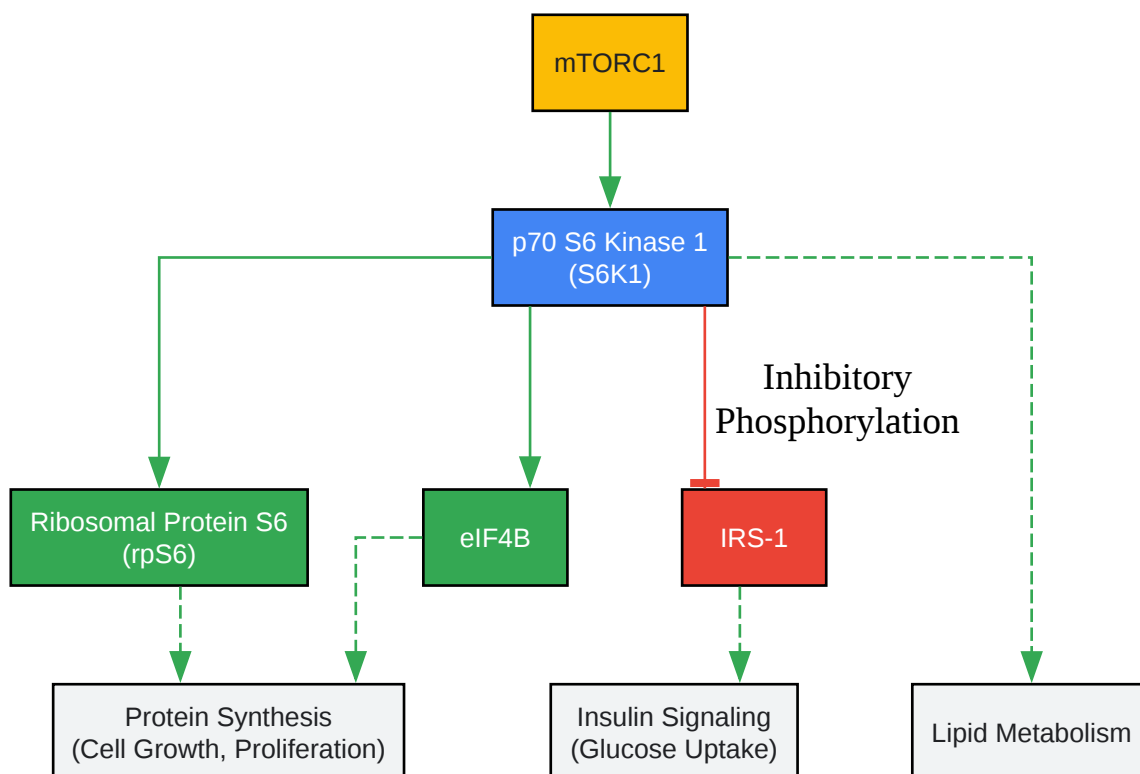 mTORC1
p70 S6 Kinase 1
(S6K1)
Inhibitory
Phosphorylation
Ribosomal Protein S6
(rpS6)
eIF4B
IRS-1
Protein Synthesis
(Cell Growth, Proliferation)
Insulin Signaling
(Glucose Uptake)
Lipid Metabolism